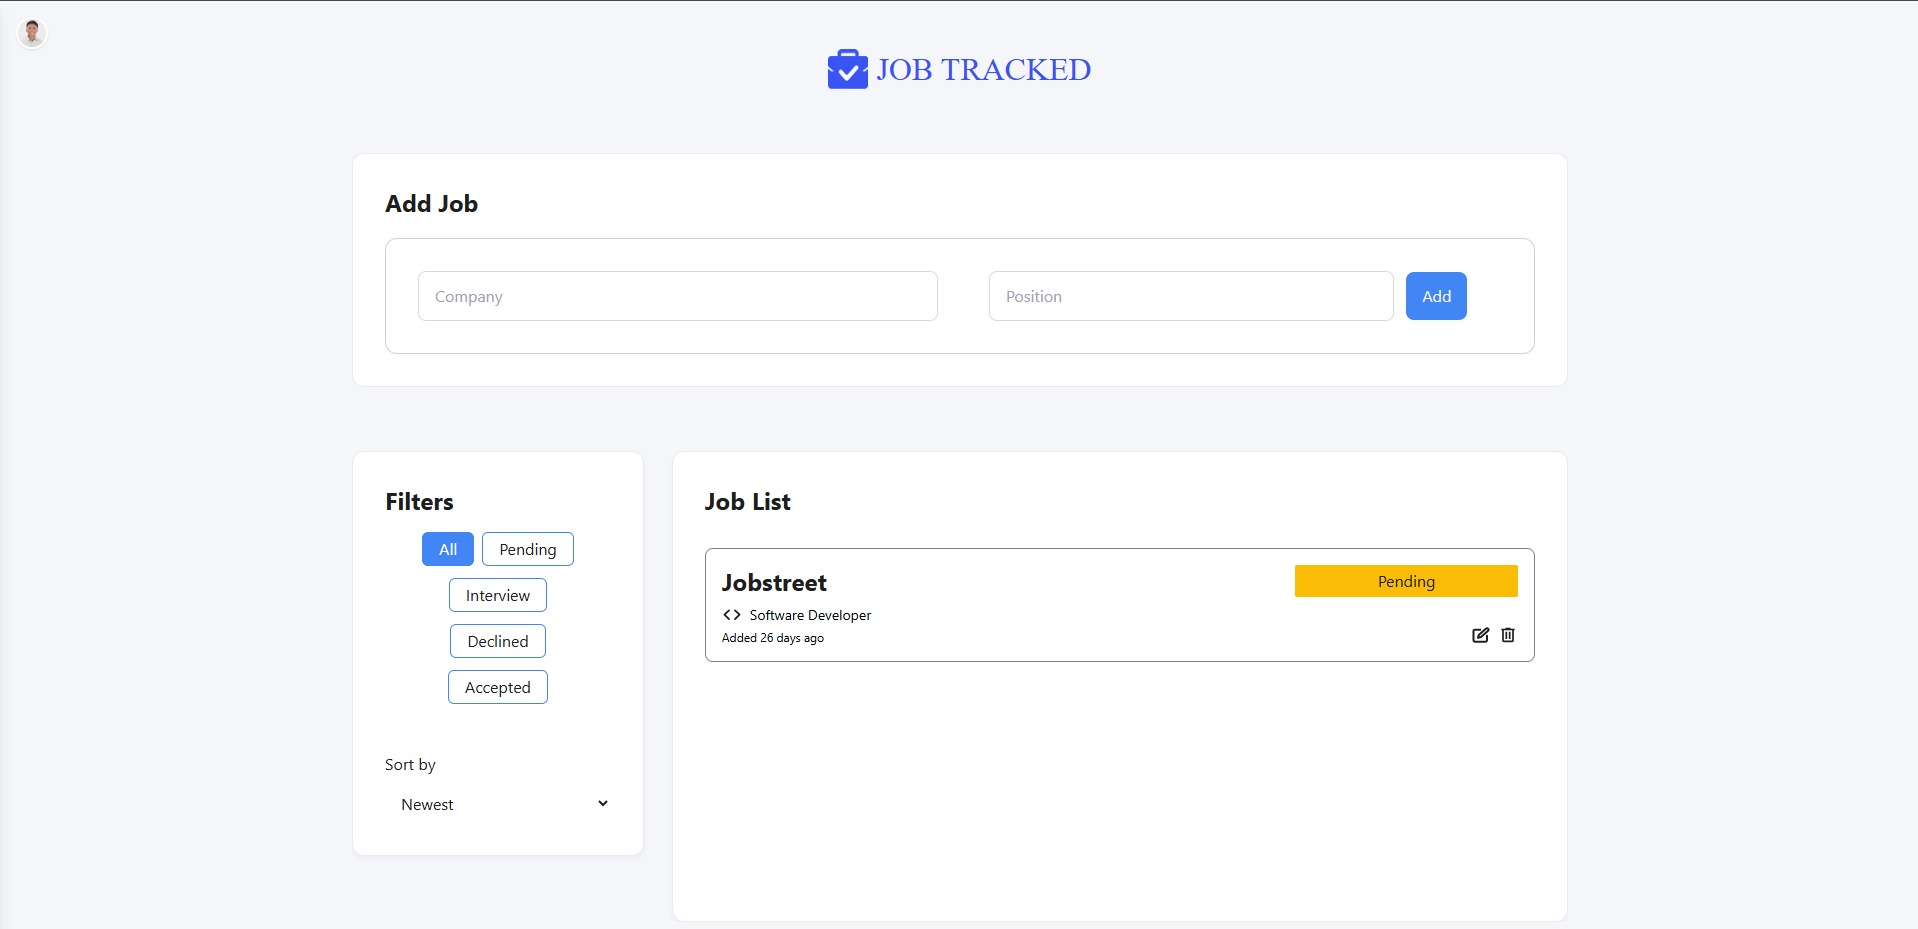 JOB TRACKED
Add Job
Company
Position
Add
Filters
All
Pending
Interview
Declined
Accepted
Sort by
Newest
Job List
Jobstreet
Pending
Software Developer
Added 26 days ago